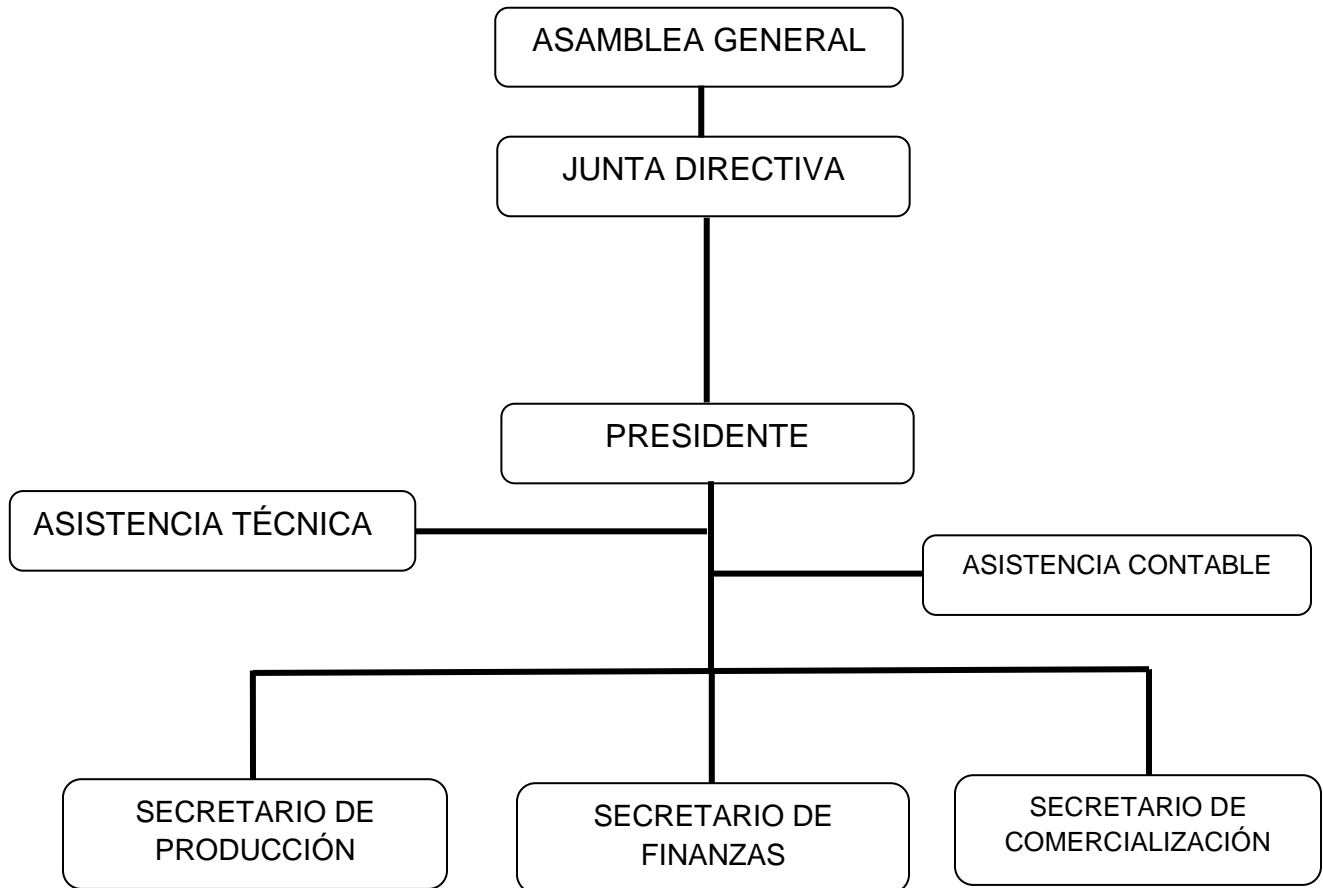 ASAMBLEA GENERAL
JUNTA DIRECTIVA
PRESIDENTE
ASISTENCIA TÉCNICA
ASISTENCIA CONTABLE
SECRETARIO DE
PRODUCCIÓN
SECRETARIO DE
FINANZAS
SECRETARIO DE
COMERCIALIZACIÓN